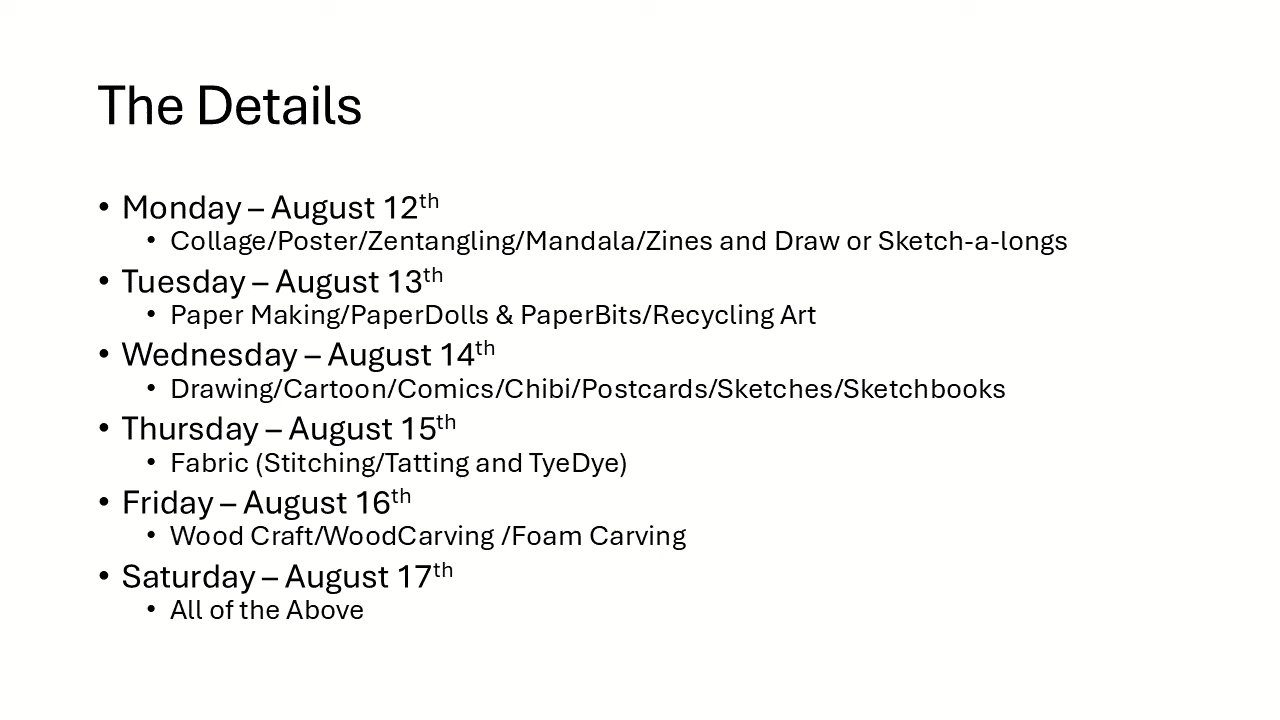 The Details
• Monday – August 12th
• Collage/Poster/Zentangling/Mandala/Zines and Draw or Sketch-a-longs
• Tuesday – August 13th
• Paper Making/PaperDolls & PaperBits/Recycling Art
• Wednesday – August 14th
• Drawing/Cartoon/Comics/Chibi/Postcards/Sketches/Sketchbooks
• Thursday – August 15th
• Fabric (Stitching/Tatting and TyeDye)
• Friday – August 16th
• Wood Craft/WoodCarving /Foam Carving
• Saturday – August 17th
• All of the Above